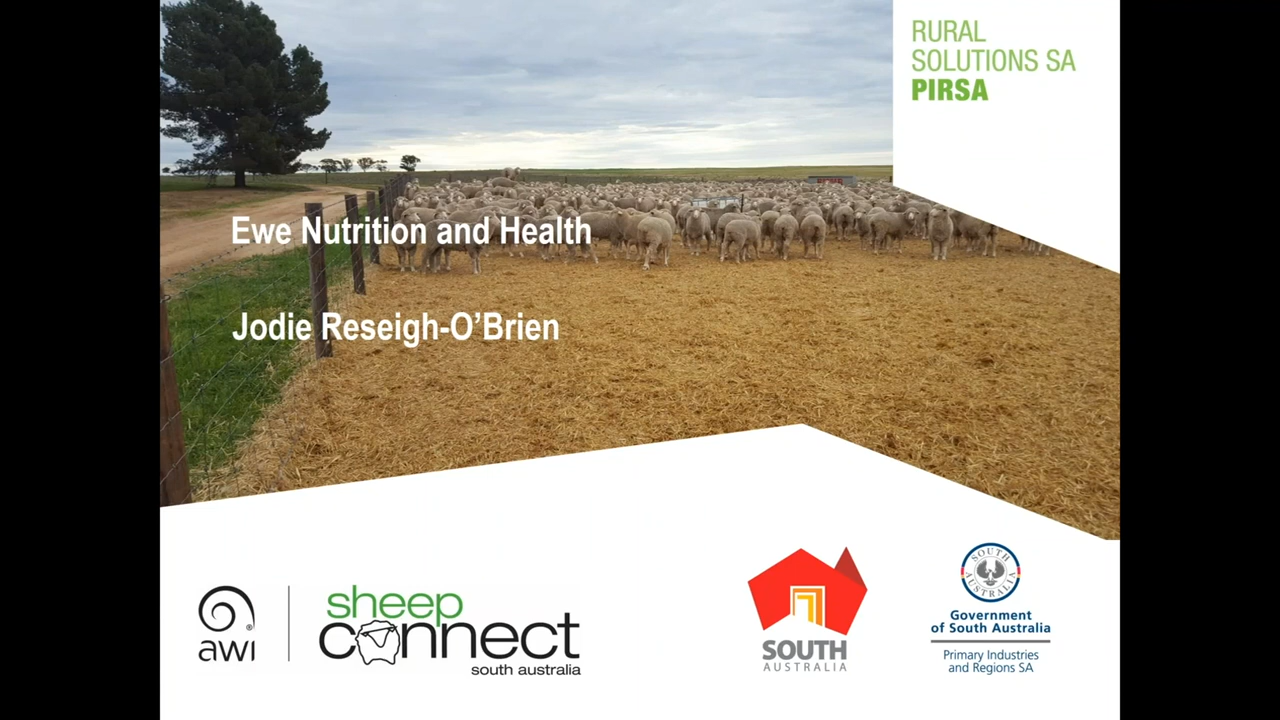 RURAL
SOLUTIONS SA
PIRSA
Ewe Nutrition and Health
Jodie Reseigh-O'Brien
awi
®
sheep
connect
south australia
SOUTH
AUSTRALIA
SOUTH
AUSTRALIA
Government
of South Australia
Primary Industries
and Regions SA